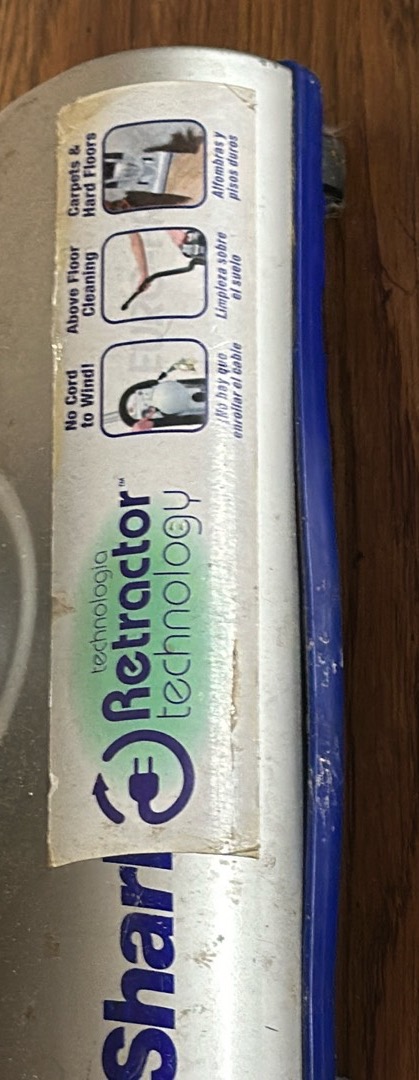 Shark
technologia
Retractor™
technology
No Cord
to Wind!
¡No hay que
enrollar el cable
Above Floor
Cleaning
Limpieza sobre
el suelo
Carpets &
Hard Floors
Alfombras y
pisos duros